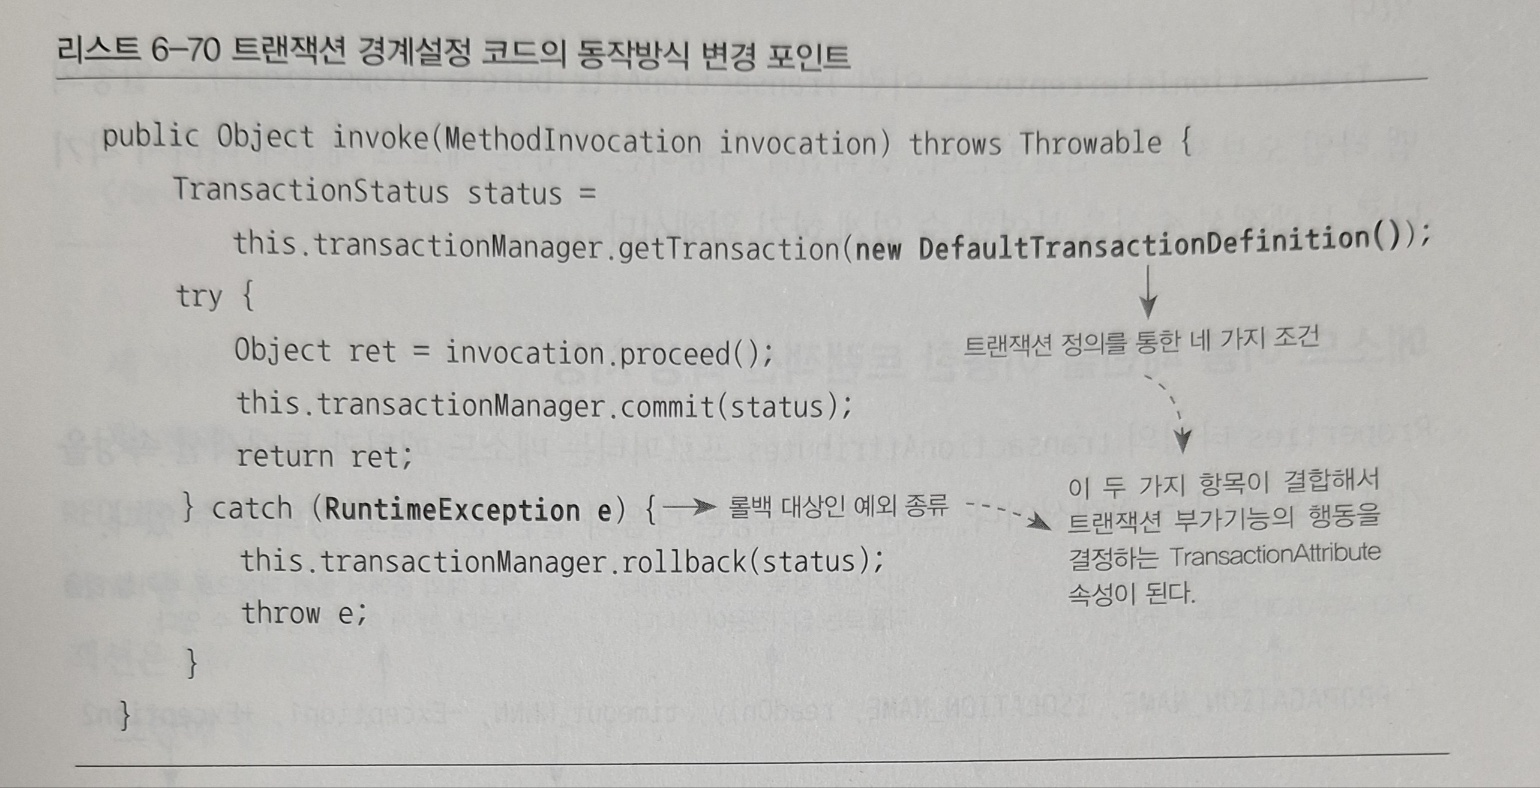 리스트 6-70 트랜잭션 경계설정 코드의 동작방식 변경 포인트
public Object invoke(MethodInvocation invocation) throws Throwable {
TransactionStatus status =
this.transactionManager.getTransaction(new DefaultTransactionDefinition());
try {
트랜잭션 정의를 통한 네 가지 조건
Object ret = invocation.proceed();
this.transactionManager.commit(status);
return ret;
} catch (RuntimeException e) {
롤백 대상인 예외 종류
이 두 가지 항목이 결합해서
트랜잭션 부가기능의 행동을
결정하는 TransactionAttribute
속성이 된다.
this.transactionManager.rollback(status);
throw e;
}
}